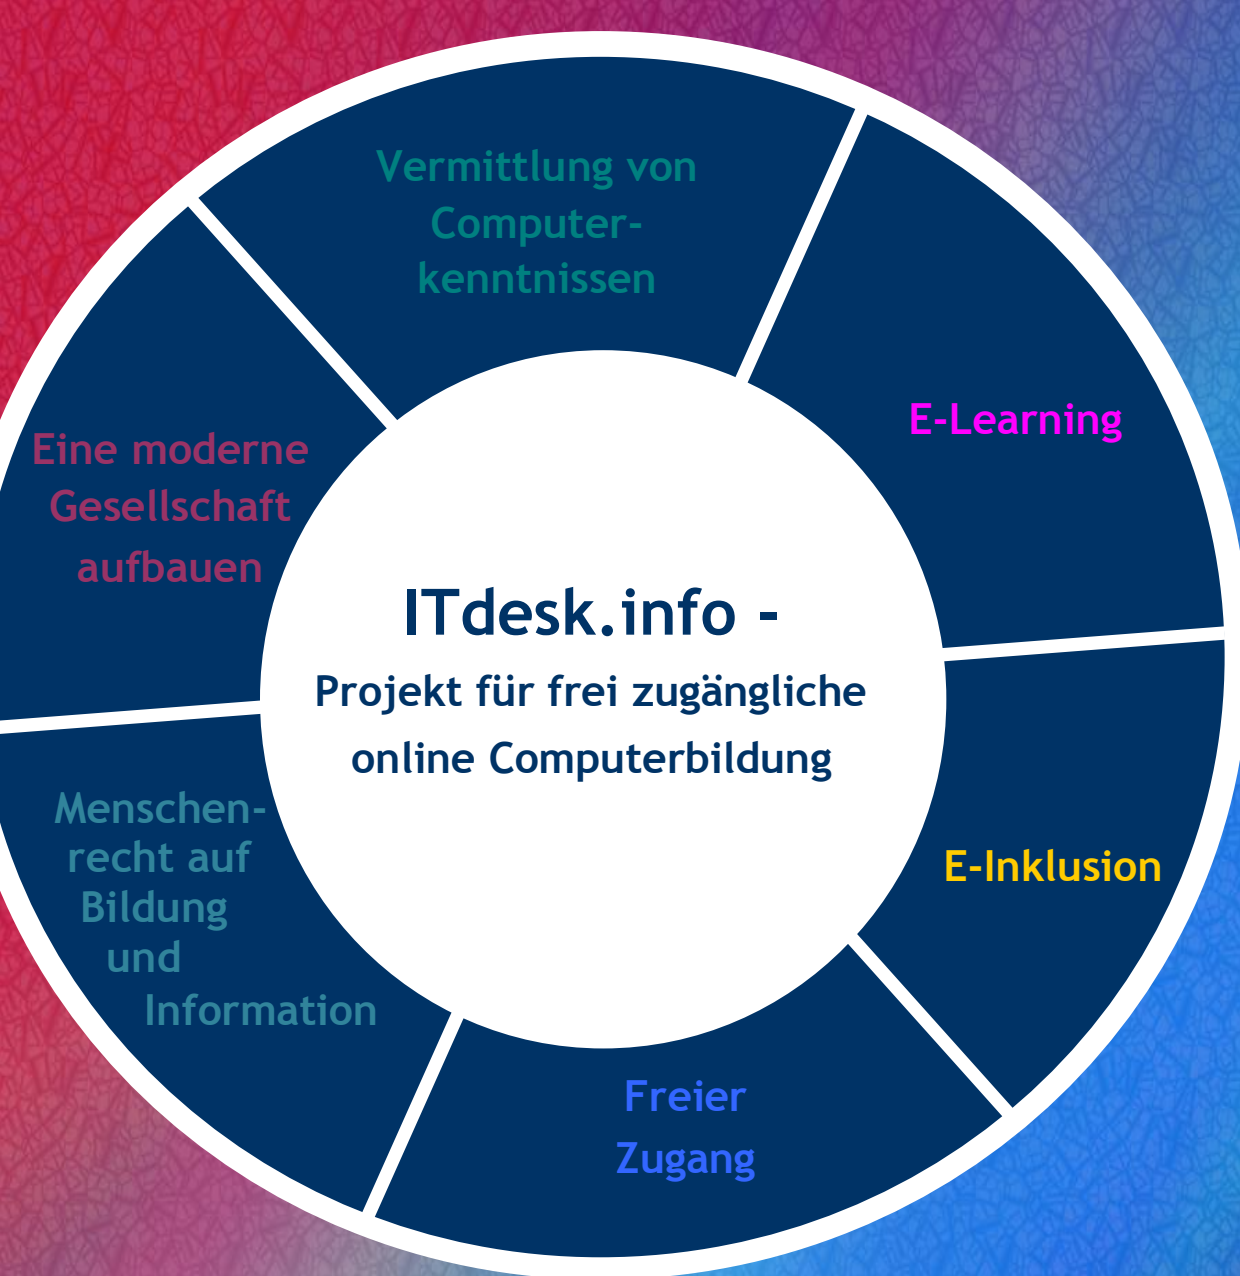 Vermittlung von
Computer-
kenntnissen
E-Learning
Eine moderne
Gesellschaft
aufbauen
ITdesk.info -
Projekt für frei zugängliche
online Computerbildung
Menschen-
recht auf
Bildung
und
Information
E-Inklusion
Freier
Zugang